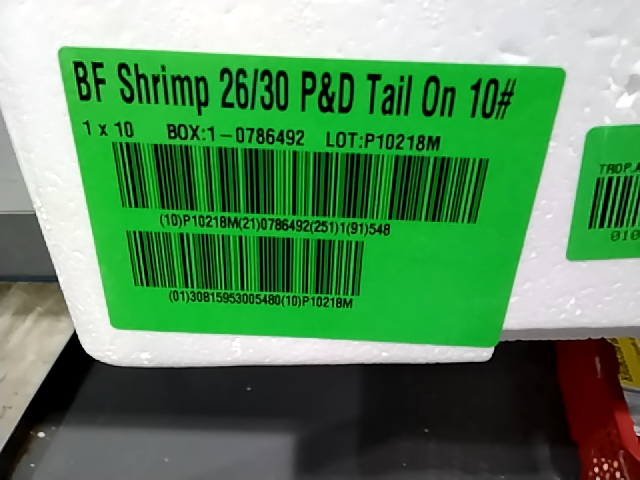 BF Shrimp 26/30 P&D Tail On 10#
1 x 10 BOX:1-0786492 LOT:P10218M
(10)P10218M(21)0786492(251)1(91)548
(01)30815953005480(10)P10218M